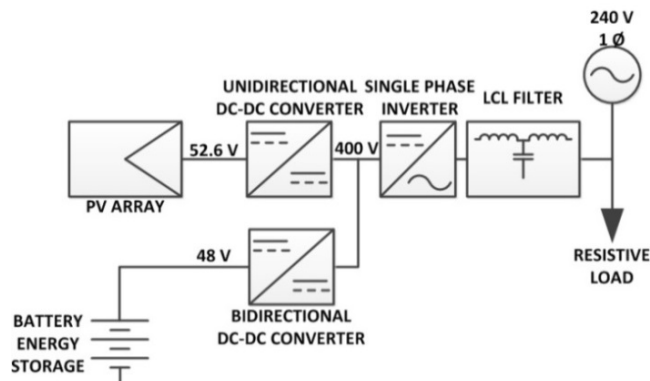 240 V
1 Ø
UNIDIRECTIONAL
DC-DC CONVERTER
SINGLE PHASE
INVERTER
LCL FILTER
52.6 V
400 V
PV ARRAY
RESISTIVE
LOAD
48 V
BIDIRECTIONAL
DC-DC CONVERTER
BATTERY
ENERGY
STORAGE